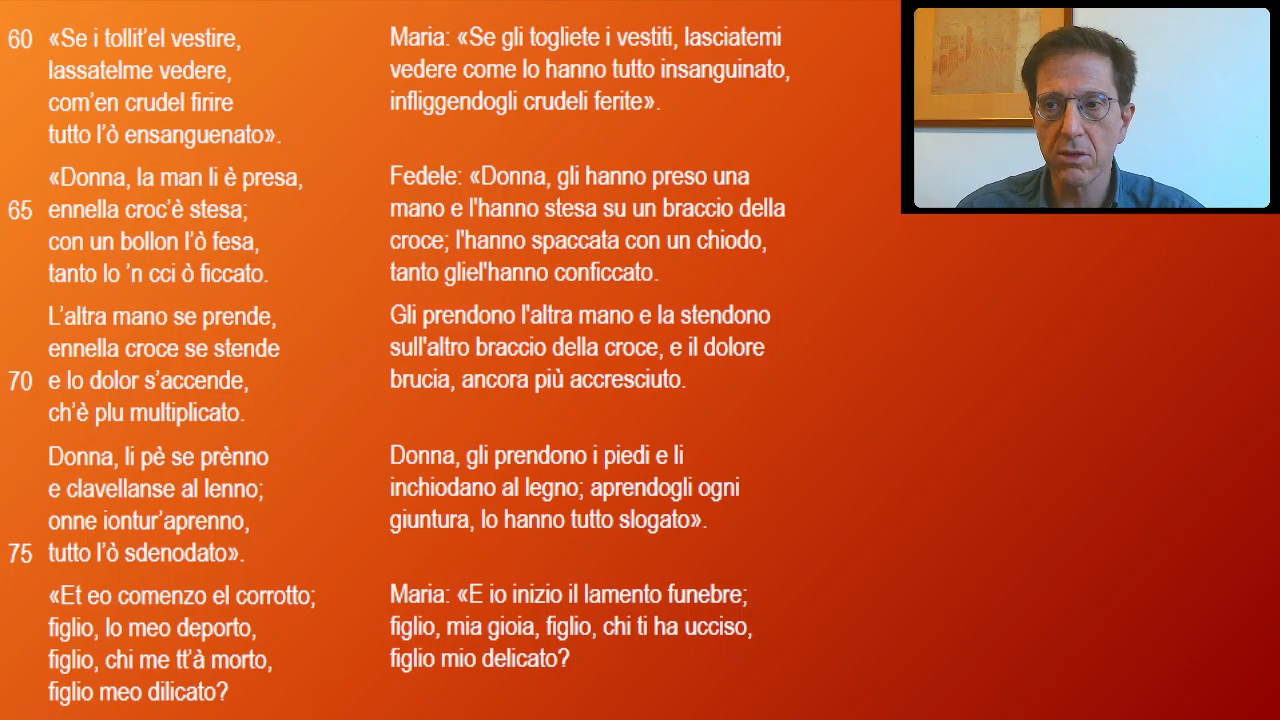 60 «Se i tollit'el vestire,
lassatelme vedere,
com'en crudel firire
tutto l'ò ensanguenato».
«Donna, la man li è presa,
65 ennella croc'è stesa;
con un bollon l'ò fesa,
tanto lo 'n cci ò ficcato.
L'altra mano se prende,
ennella croce se stende
70 e lo dolor s'accende,
ch'è plu multiplicato.
Donna, li pè se prènno
e clavellanse al lenno;
onne iontur'aprenno,
75 tutto l'ò sdenodato».
«Et eo comenzo el corrotto;
figlio, lo meo deporto,
figlio, chi me tt'à morto,
figlio meo dilicato?
Maria: «Se gli togliete i vestiti, lasciatemi
vedere come lo hanno tutto insanguinato,
infliggendogli crudeli ferite».
Fedele: «Donna, gli hanno preso una
mano e l'hanno stesa su un braccio della
croce; l'hanno spaccata con un chiodo,
tanto gliel'hanno conficcato.
Gli prendono l'altra mano e la stendono
sull'altro braccio della croce, e il dolore
brucia, ancora più accresciuto.
Donna, gli prendono i piedi e li
inchiodano al legno; aprendogli ogni
giuntura, lo hanno tutto slogato».
Maria: «E io inizio il lamento funebre;
figlio, mia gioia, figlio, chi ti ha ucciso,
figlio mio delicato?